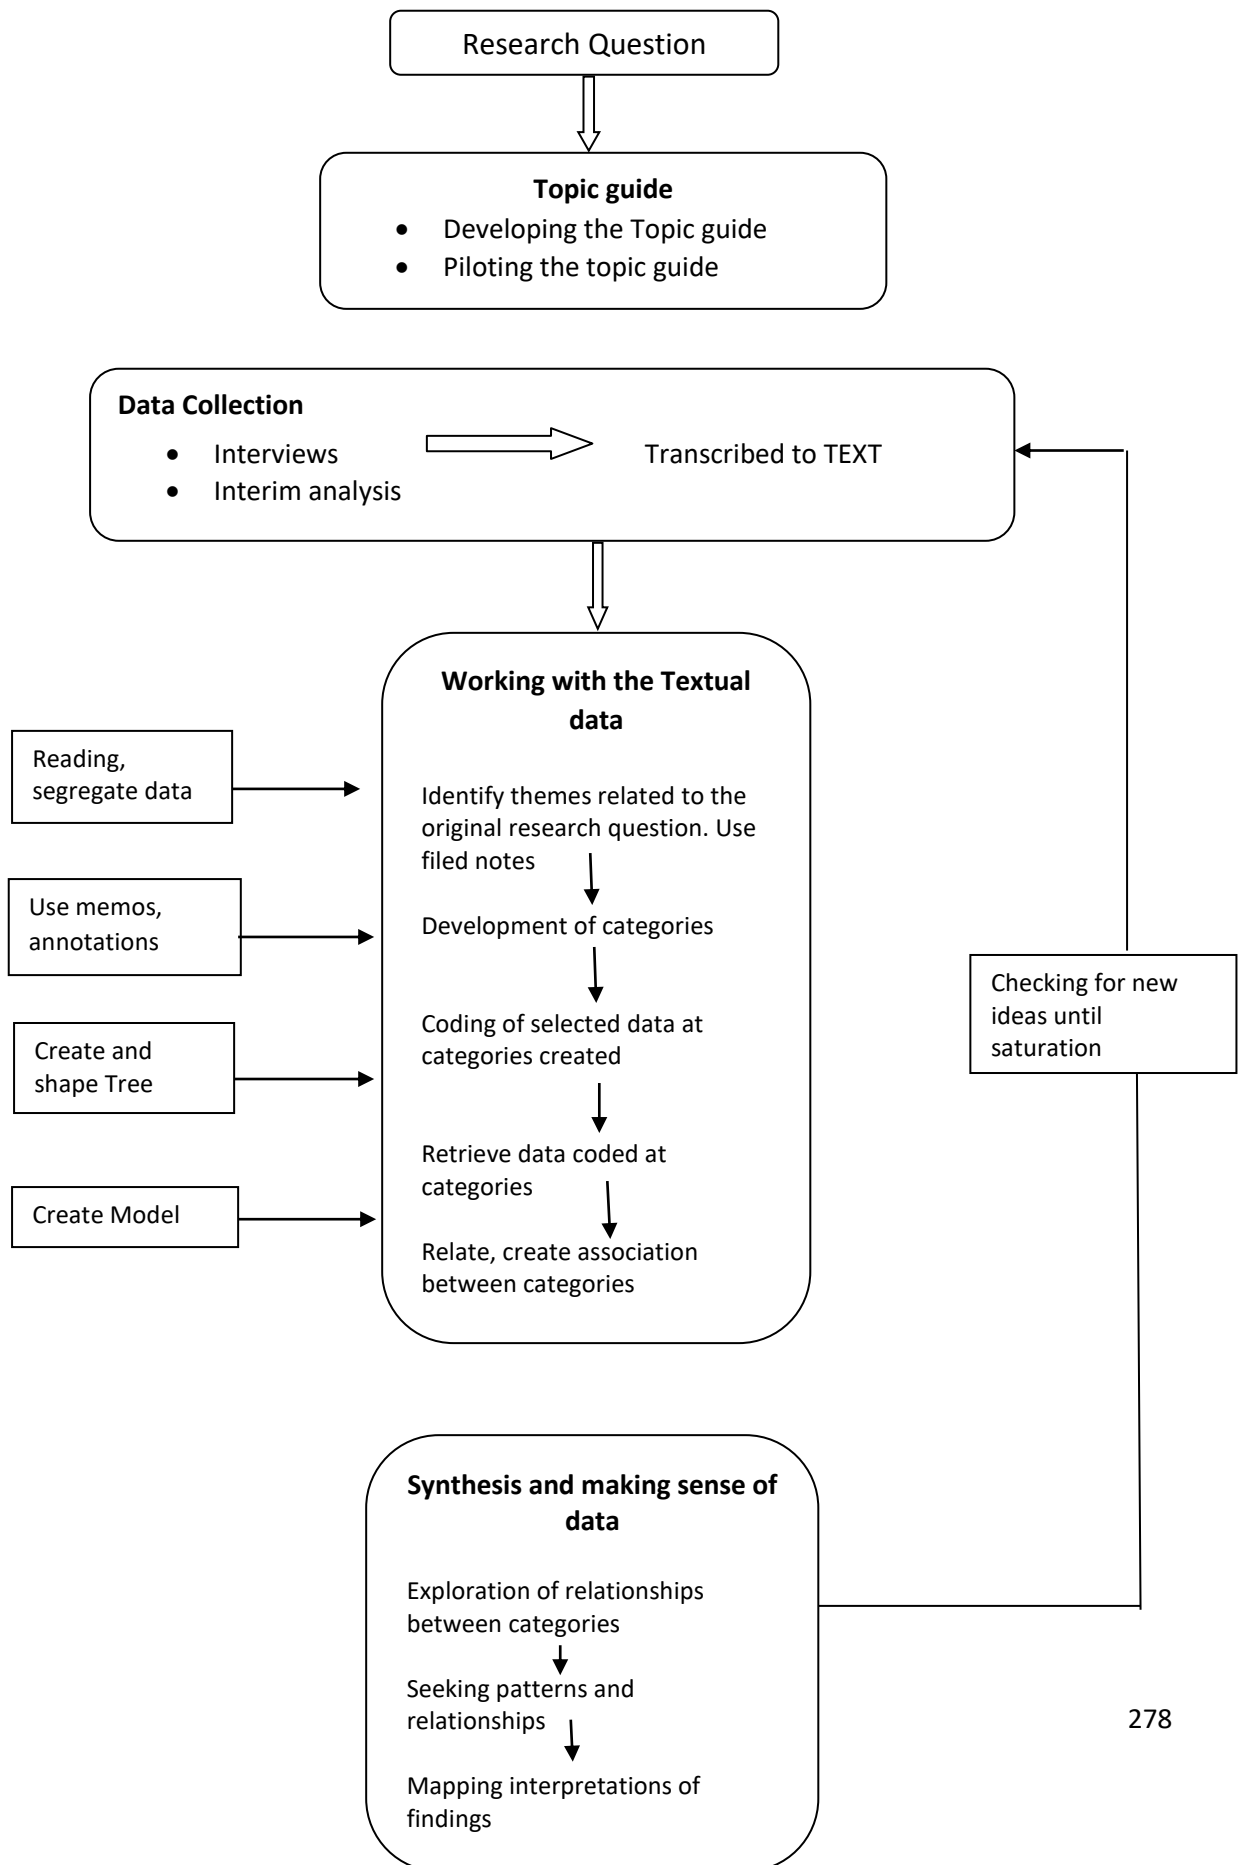 Research Question
Topic guide
• Developing the Topic guide
• Piloting the topic guide
Data Collection
• Interviews
Transcribed to TEXT
• Interim analysis
Working with the Textual
data
Reading,
segregate data
Identify themes related to the
original research question. Use
filed notes
Use memos,
annotations
Development of categories
Checking for new
ideas until
saturation
Coding of selected data at
categories created
Create and
shape Tree
Retrieve data coded at
categories
Create Model
Relate, create association
between categories
Synthesis and making sense of
data
Exploration of relationships
between categories
Seeking patterns and
relationships
278
Mapping interpretations of
findings